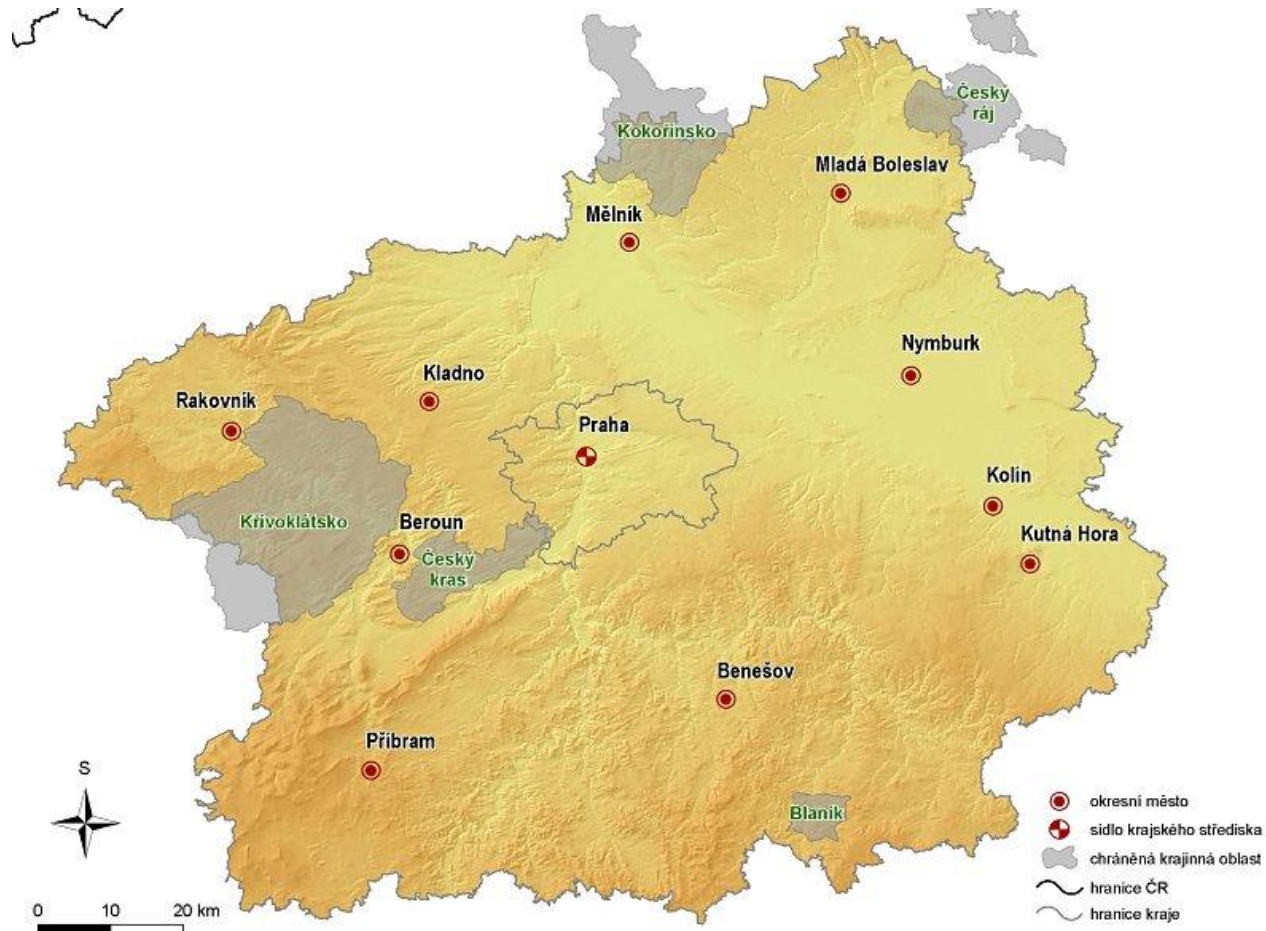 Český
ráj
Kokořínsko
Mladá Boleslav
Mělník
Nymburk
Kladno
Rakovník
Praha
Kolín
Křivoklátsko
Beroun
Kutná Hora
Český
kras
Benešov
Příbram
S
Blaník
okresní město
sídlo krajského střediska
chráněná krajinná oblast
hranice ČR
hranice kraje
0 10 20 km